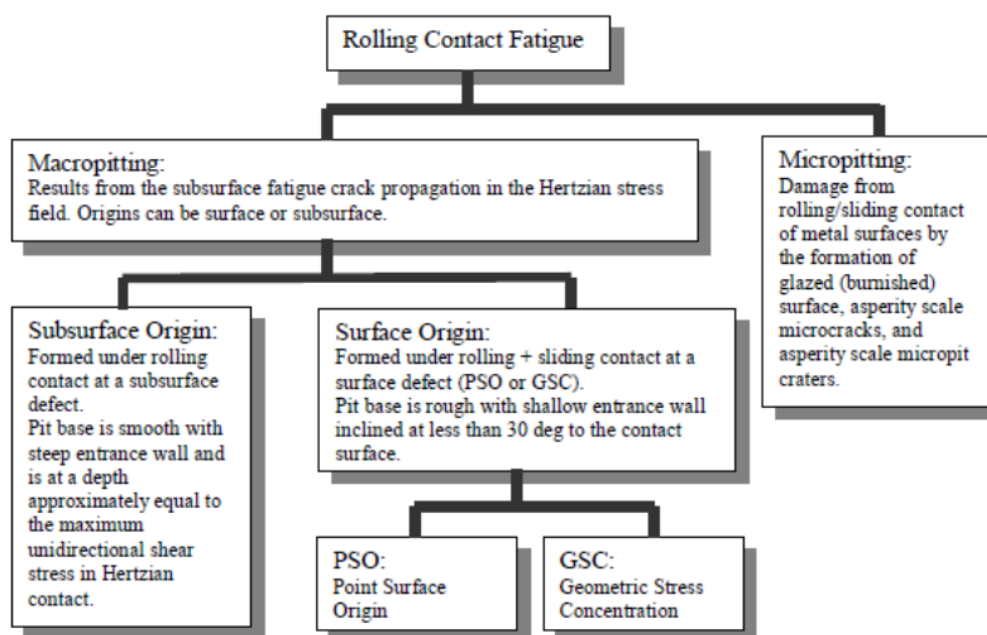 Rolling Contact Fatigue
Macropitting:
Results from the subsurface fatigue crack propagation in the Hertzian stress
field. Origins can be surface or subsurface.
Micropitting:
Damage from
rolling/sliding contact
of metal surfaces by
the formation of
glazed (burnished)
surface, asperity scale
microcracks, and
asperity scale micropit
craters.
Subsurface Origin:
Formed under rolling
contact at a subsurface
defect.
Pit base is smooth with
steep entrance wall and
is at a depth
approximately equal to
the maximum
unidirectional shear
stress in Hertzian
contact.
Surface Origin:
Formed under rolling + sliding contact at a
surface defect (PSO or GSC).
Pit base is rough with shallow entrance wall
inclined at less than 30 deg to the contact
surface.
PSO:
Point Surface
Origin
GSC:
Geometric Stress
Concentration